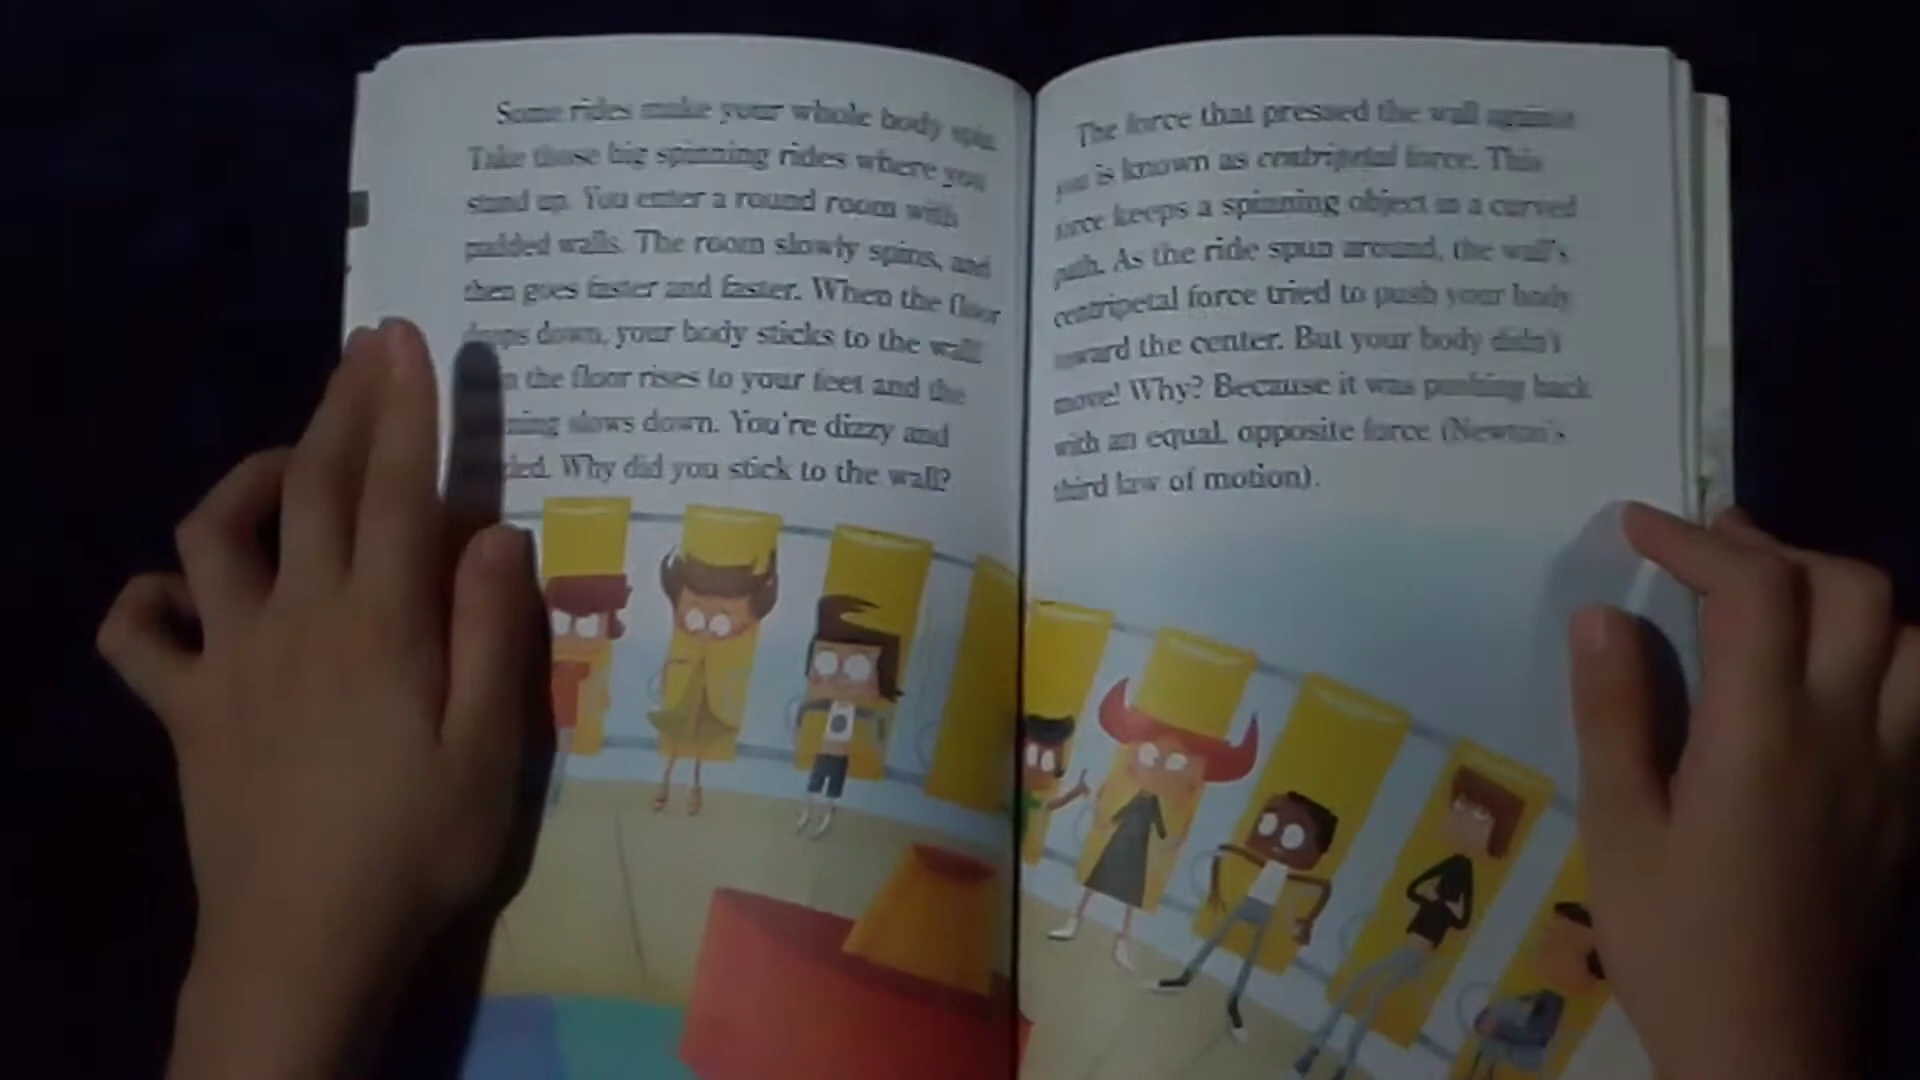 Some rides make your whole body spin.
Take those big spinning rides where you
stand up. You enter a round room with
padded walls. The room slowly spins, and
then goes faster and faster. When the floor
drops down, your body sticks to the wall!
the floor rises to your feet and the
slows down. You're dizzy and
Why did you stick to the wall?
The force that pressed the wall against
you is known as centripetal force. This
force keeps a spinning object in a curved
path. As the ride spun around, the wall's
centripetal force tried to push your body
toward the center. But your body didn't
move! Why? Because it was pushing back
with an equal, opposite force (Newton's
third law of motion).